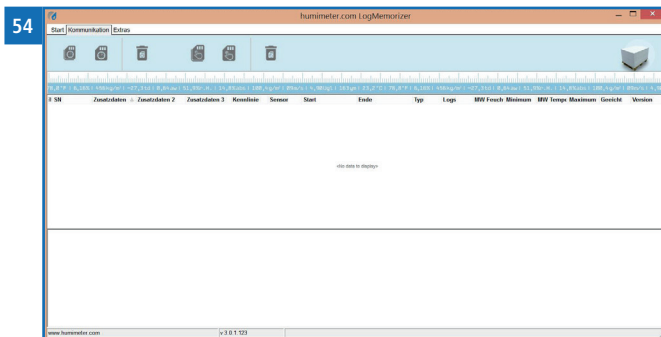 54
humimeter.com LogMemorizer
Start Kommunikation Extras
# SN Zusatzdaten Zusatzdaten 2 Zusatzdaten 3 Kennlinie Sensor Start Ende Typ Logs MW Feuch Minimum MW Tempe Maximum Gewicht Version
<No data to display>
www.humimeter.com v 3.8.1.123